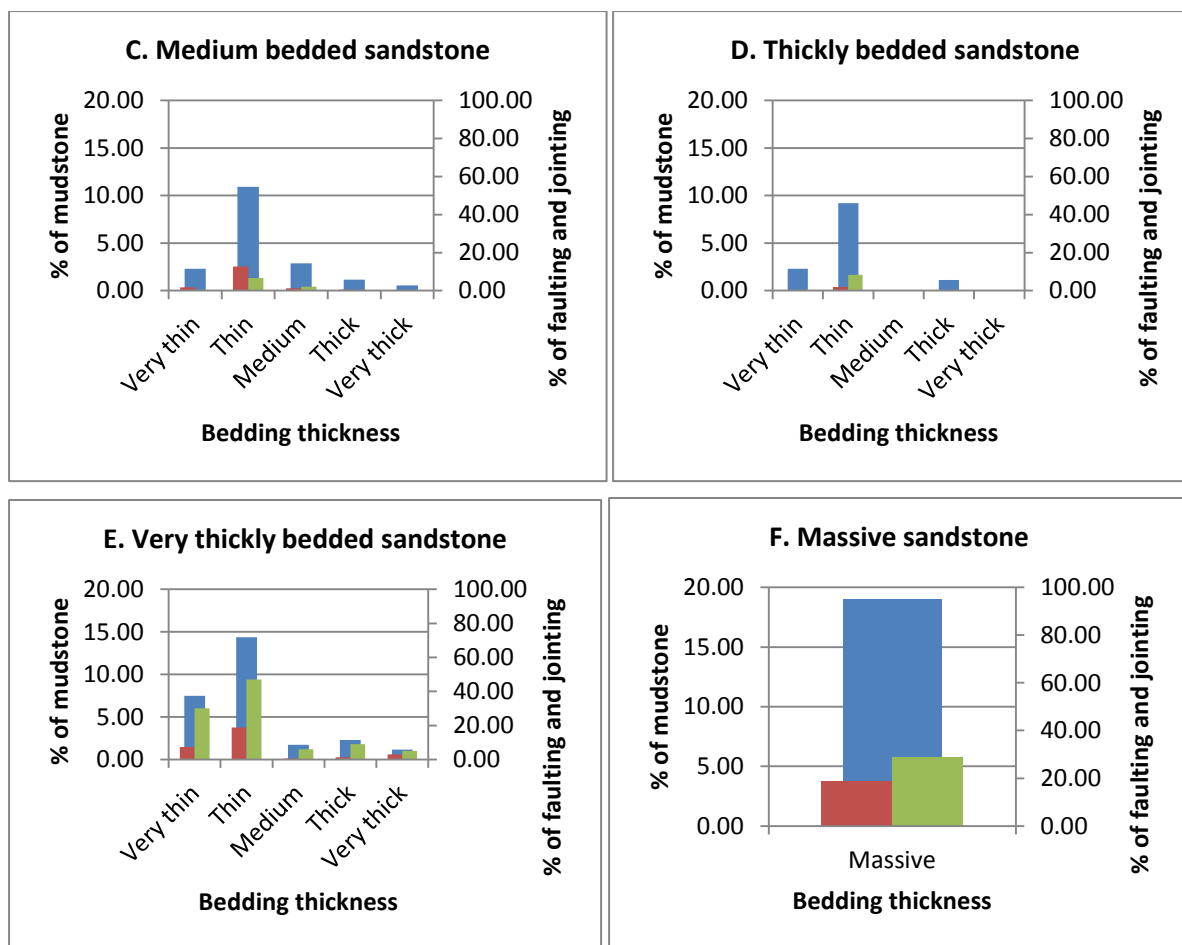 C. Medium bedded sandstone
% of mudstone
20.00
15.00
10.00
5.00
0.00
100.00
80.00
60.00
40.00
20.00
0.00
% of faulting and jointing
Very thin
Thin
Medium
Thick
Very thick
Bedding thickness
D. Thickly bedded sandstone
% of mudstone
20.00
15.00
10.00
5.00
0.00
100.00
80.00
60.00
40.00
20.00
0.00
% of faulting and jointing
Very thin
Thin
Medium
Thick
Very thick
Bedding thickness
E. Very thickly bedded sandstone
% of mudstone
20.00
15.00
10.00
5.00
0.00
100.00
80.00
60.00
40.00
20.00
0.00
% of faulting and jointing
Very thin
Thin
Medium
Thick
Very thick
Bedding thickness
F. Massive sandstone
% of mudstone
20.00
15.00
10.00
5.00
0.00
100.00
80.00
60.00
40.00
20.00
0.00
% of faulting and jointing
Massive
Bedding thickness